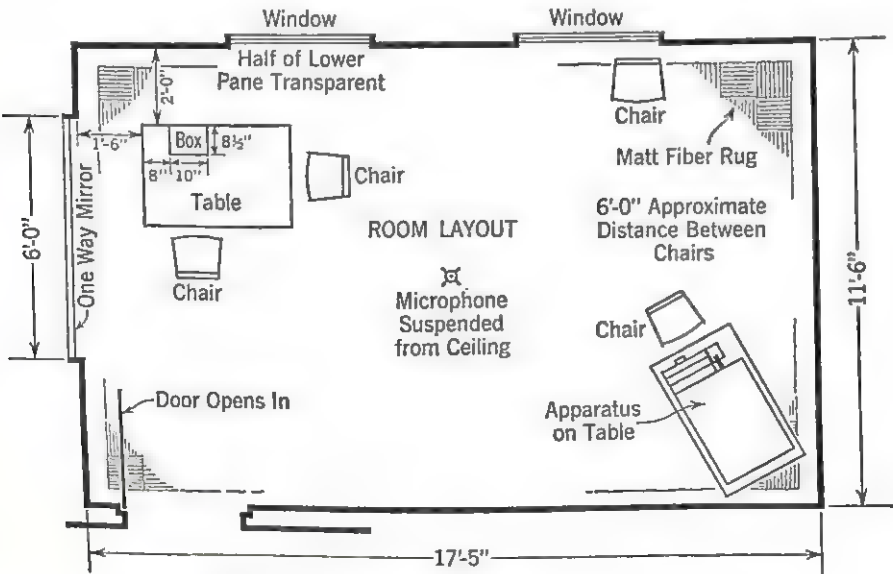 Window
Window
Half of Lower
Pane Transparent
2'-0"
1'-6"
Box
8½"
8"
10"
Table
Chair
Chair
Chair
Matt Fiber Rug
6'-0"
One Way Mirror
ROOM LAYOUT
6'-0" Approximate
Distance Between
Chairs
11'-6"
Microphone
Suspended
from Ceiling
Chair
Door Opens In
Apparatus
on Table
17'-5"